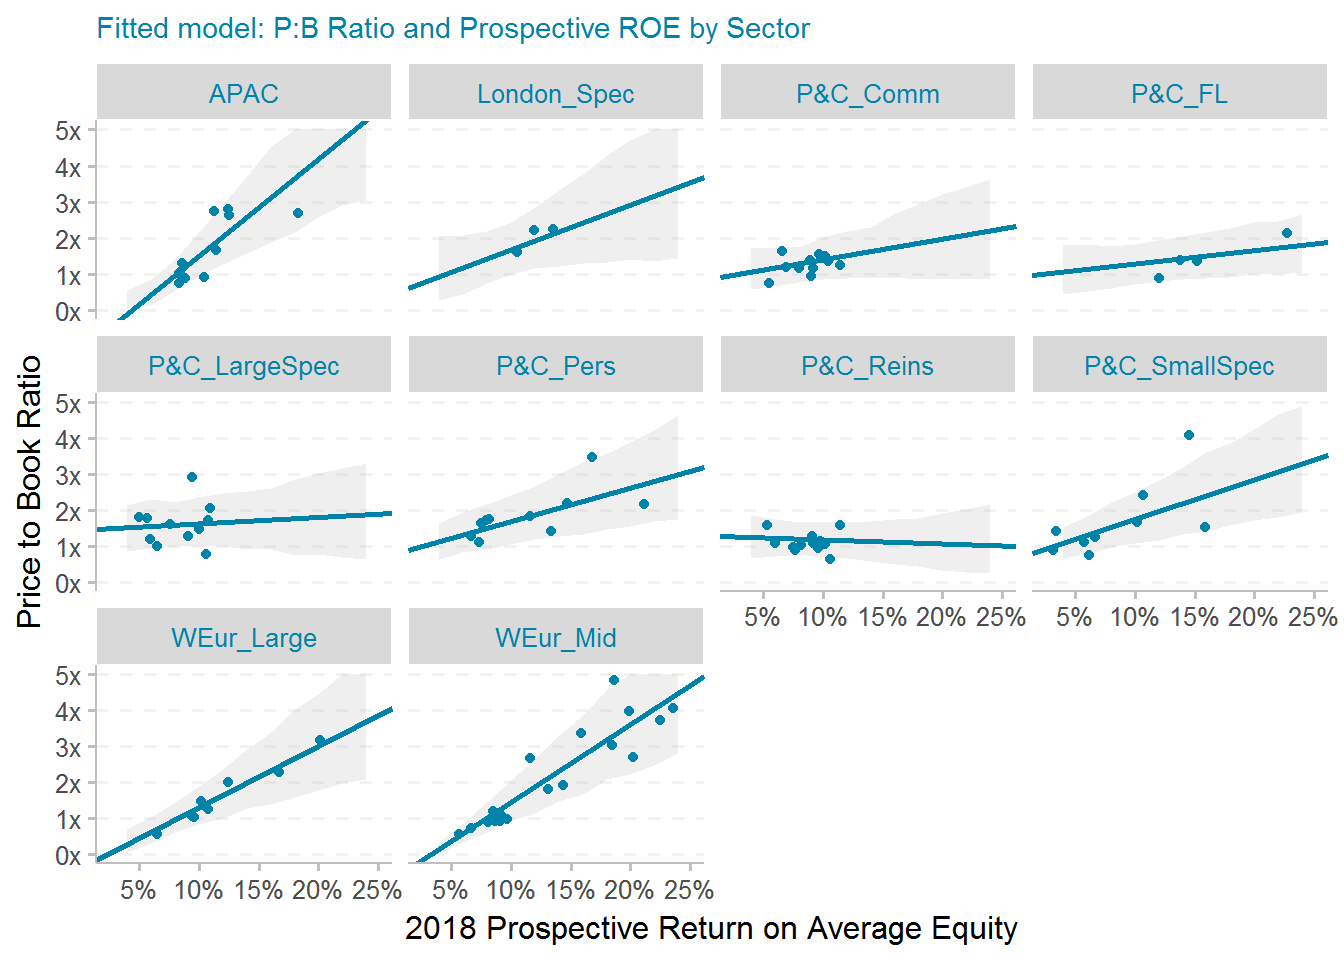 Fitted model: P:B Ratio and Prospective ROE by Sector
APAC London_Spec P&C_Comm P&C_FL
5x
4x
3x
2x
1x
0x
P&C_LargeSpec P&C_Pers P&C_Reins P&C_SmallSpec
5x
4x
3x
2x
1x
0x
5% 10% 15% 20% 25% 5% 10% 15% 20% 25%
WEur_Large WEur_Mid
5x
4x
3x
2x
1x
0x
5% 10% 15% 20% 25% 5% 10% 15% 20% 25%
Price to Book Ratio
2018 Prospective Return on Average Equity